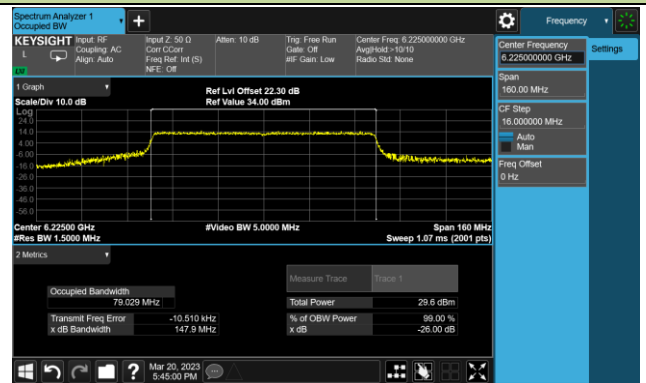 Spectrum Analyzer 1
Occupied BW
Frequency
KEYSIGHT
L
Input: RF
Coupling: AC
Align: Auto
Input Z: 50 Ω
Corr CCorr
Freq Ref: Int (S)
NFE: Off
Atten: 10 dB
Trig: Free Run
Gate: Off
#IF Gain: Low
Center Freq: 6.225000000 GHz
Avg|Hold:>10/10
Radio Std: None
Center Frequency
6.225000000 GHz
Settings
Span
160.00 MHz
CF Step
16.000000 MHz
Auto
Man
Freq Offset
0 Hz
1 Graph
Scale/Div 10.0 dB
Ref Lvl Offset 22.30 dB
Ref Value 34.00 dBm
Log
24.0
14.0
4.00
-6.00
-16.0
-26.0
-36.0
-46.0
-56.0
Center 6.22500 GHz
#Video BW 5.0000 MHz
Span 160 MHz
#Res BW 1.5000 MHz
Sweep 1.07 ms (2001 pts)
2 Metrics
Measure Trace
Trace 1
Occupied Bandwidth
79.029 MHz
Total Power
29.6 dBm
Transmit Freq Error
-10.510 kHz
% of OBW Power
99.00 %
x dB Bandwidth
147.9 MHz
x dB
-26.00 dB
?
Mar 20, 2023
5:45:00 PM